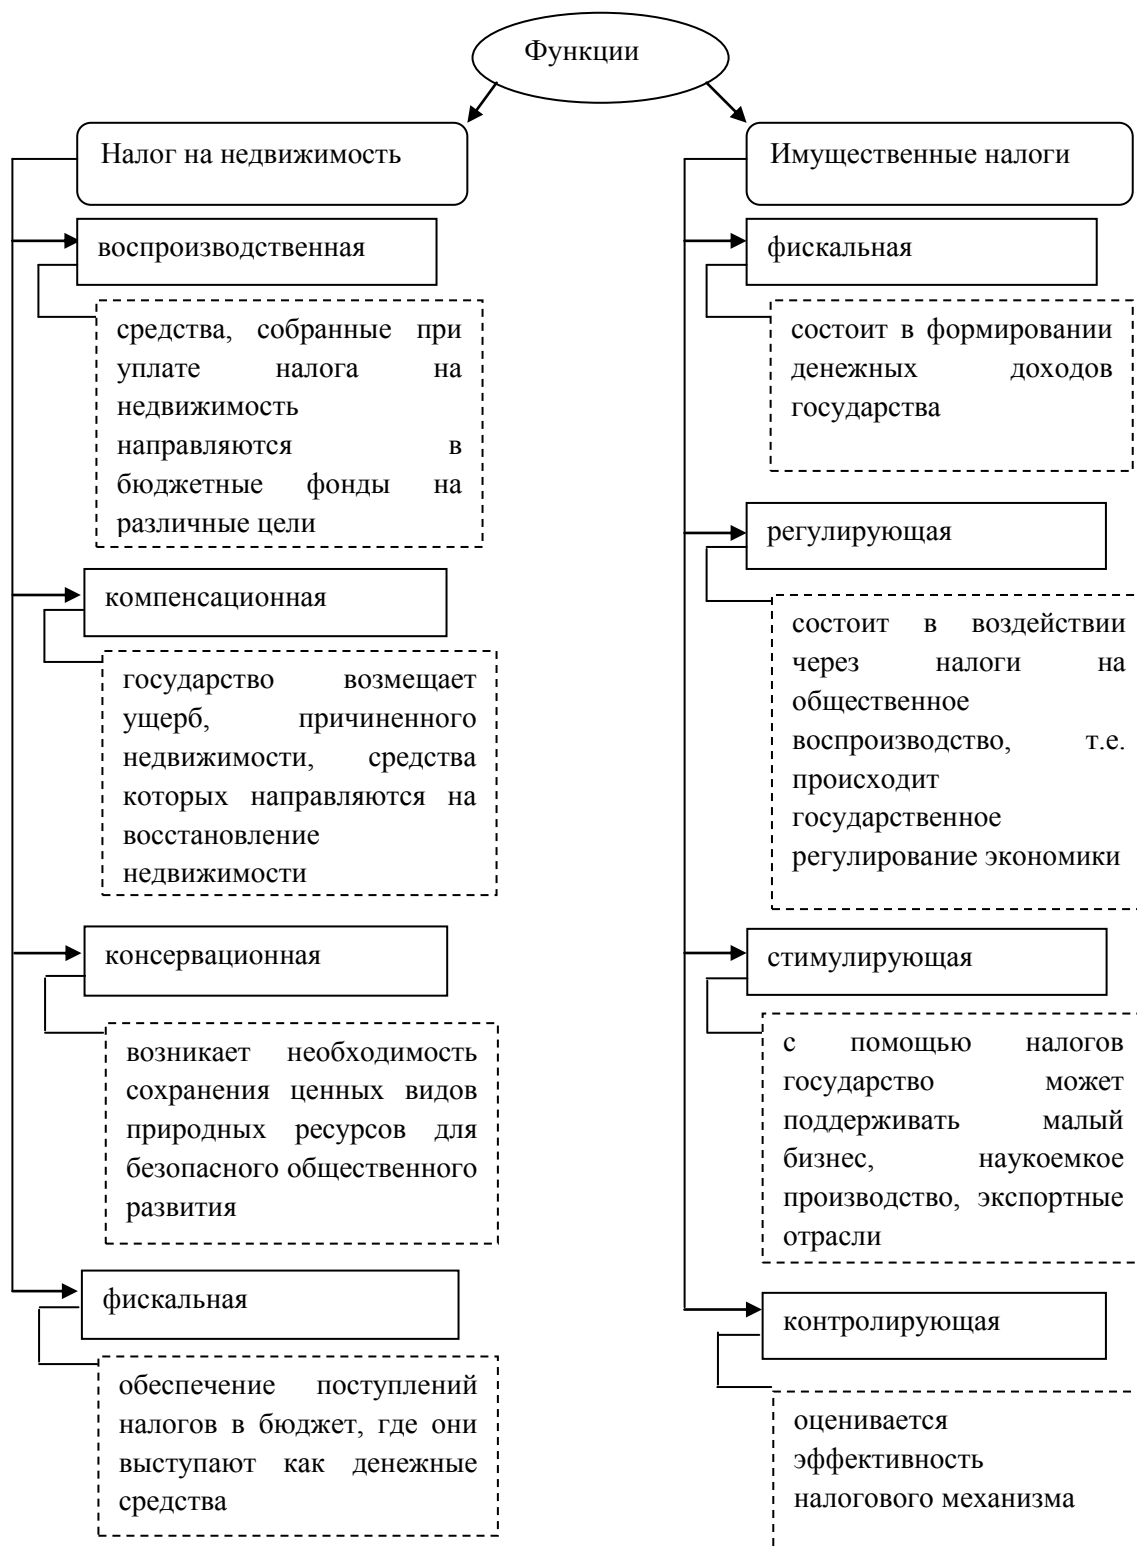 Функции
Налог на недвижимость
воспроизводственная
средства, собранные при
уплате налога на
недвижимость
направляются в
бюджетные фонды на
различные цели
компенсационная
государство возмещает
ущерб, причиненного
недвижимости, средства
которых направляются на
восстановление
недвижимости
консервационная
возникает необходимость
сохранения ценных видов
природных ресурсов для
безопасного общественного
развития
фискальная
обеспечение поступлений
налогов в бюджет, где они
выступают как денежные
средства
Имущественные налоги
фискальная
состоит в формировании
денежных доходов
государства
регулирующая
состоит в воздействии
через налоги на
общественное
воспроизводство, т.е.
происходит
государственное
регулирование экономики
стимулирующая
с помощью налогов
государство может
поддерживать малый
бизнес, наукоемкое
производство, экспортные
отрасли
контролирующая
оценивается
эффективность
налогового механизма